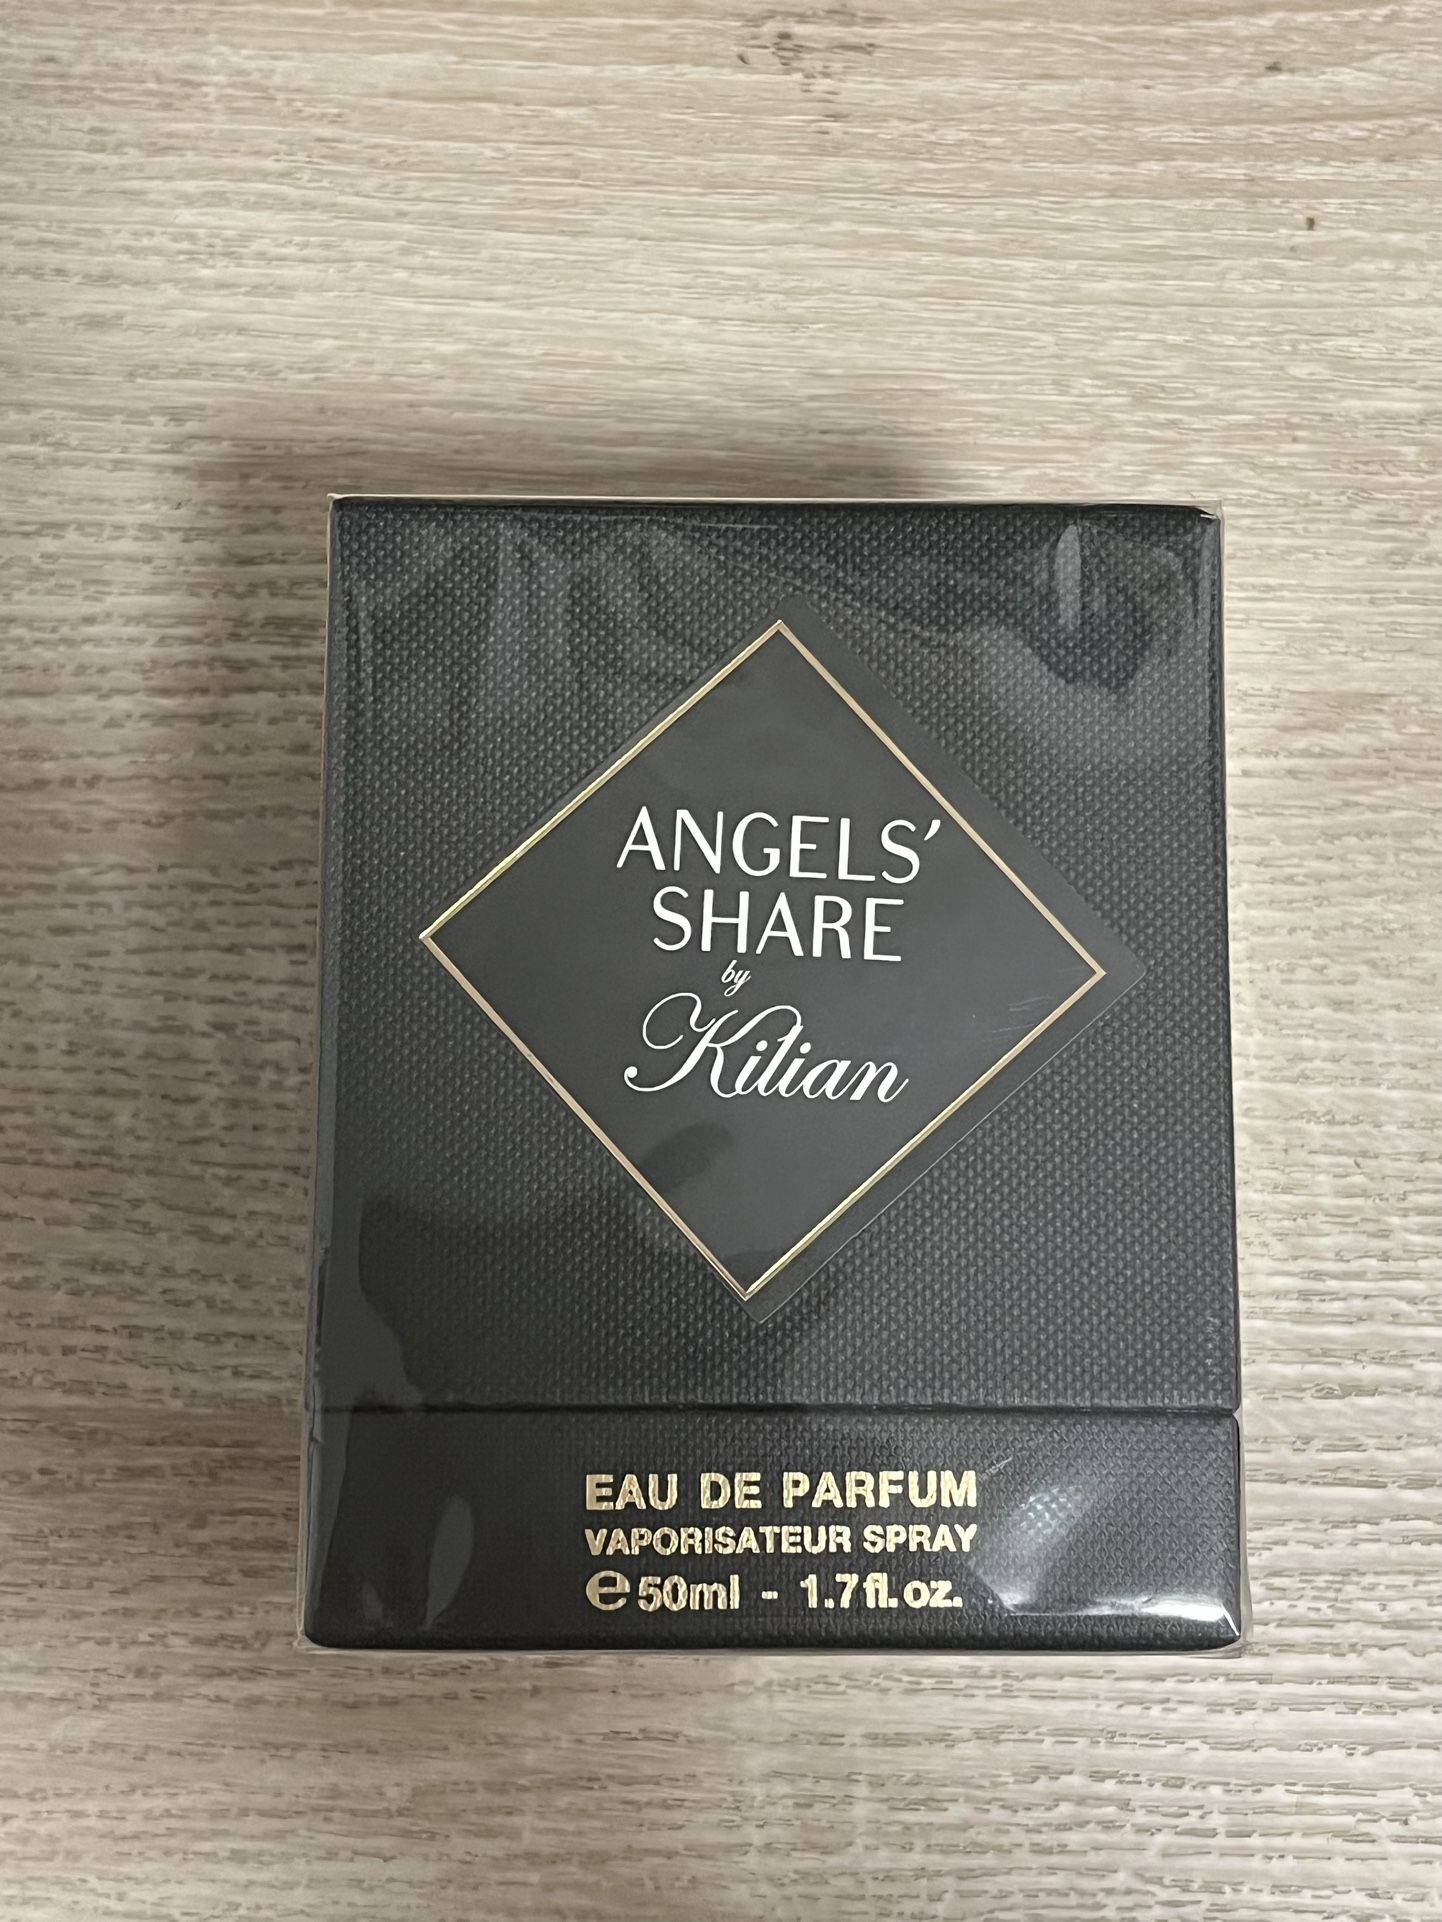 ANGELS'
SHARE
by
Kilian
EAU DE PARFUM
VAPORISATEUR SPRAY
℮50ml - 1.7fl.oz.